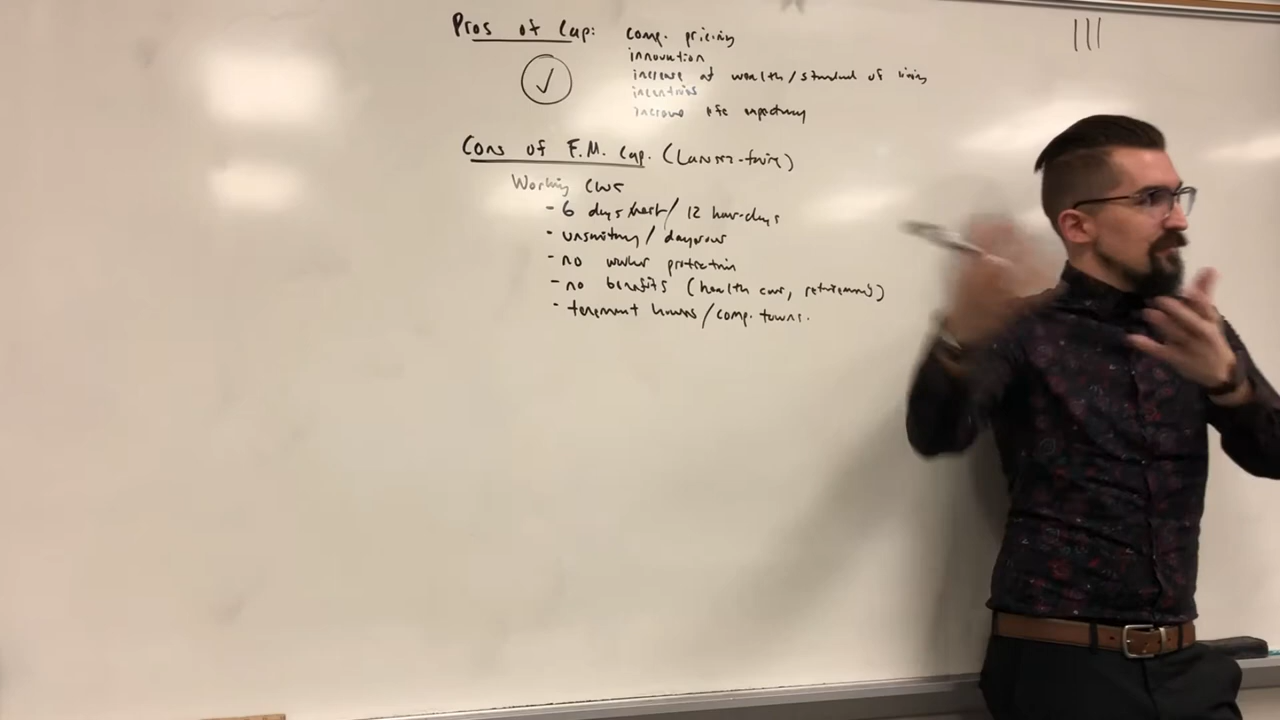 Pros of Cap: comp. pricing
innovation
increase of wealth/standard of living
incentives
increase life expectancy
Cons of F.M. Cap. (Laissez-faire)
Working
- 6 days / 12 hour-days
- unsanitary / dangerous
- no worker protection
- no benefits (health care, retirement)
- tenement houses/comp. towns.